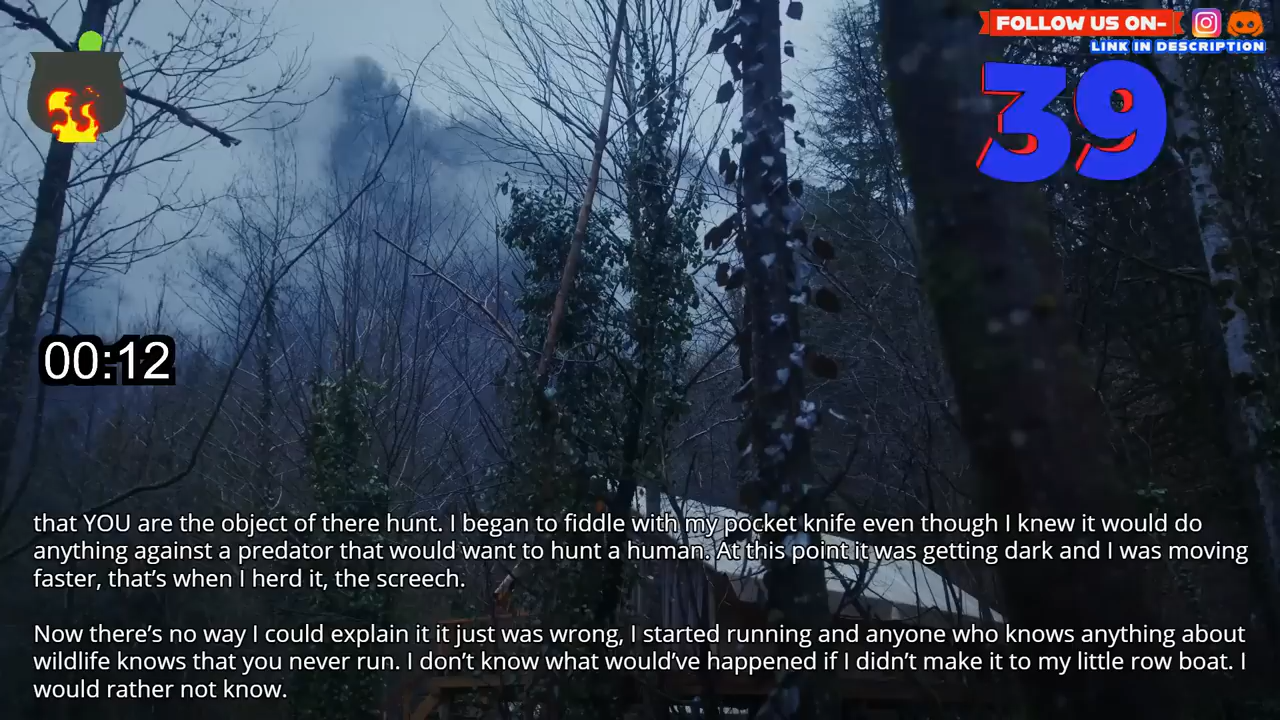 FOLLOW US ON-
LINK IN DESCRIPTION
39
00:12
that YOU are the object of there hunt. I began to fiddle with my pocket knife even though I knew it would do
anything against a predator that would want to hunt a human. At this point it was getting dark and I was moving
faster, that’s when I herd it, the screech.
Now there’s no way I could explain it it just was wrong, I started running and anyone who knows anything about
wildlife knows that you never run. I don’t know what would’ve happened if I didn’t make it to my little row boat. I
would rather not know.